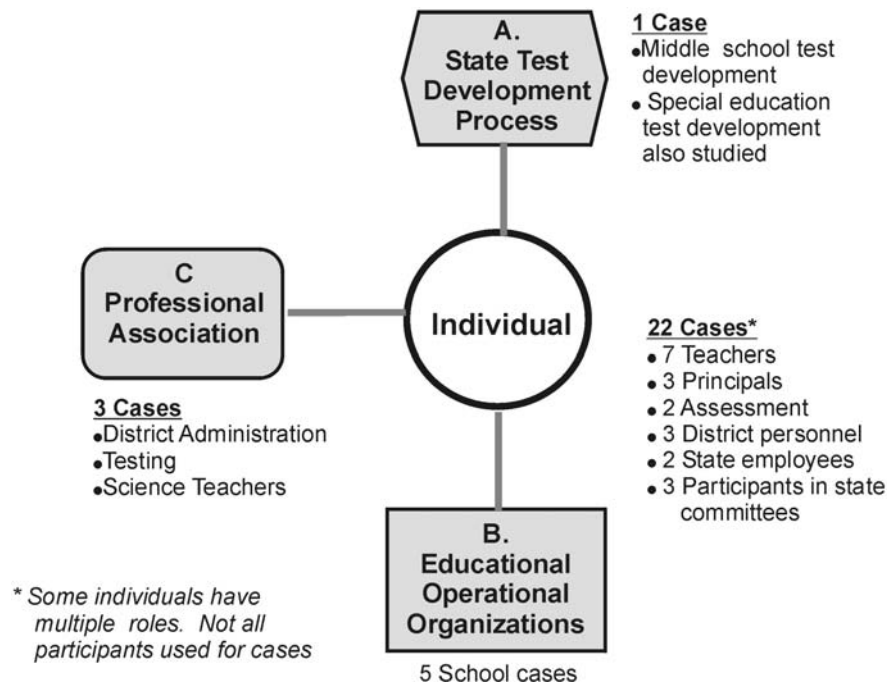 A.
State Test
Development
Process
1 Case
●Middle school test
development
● Special education
test development
also studied
C
Professional
Association
Individual
3 Cases
●District Administration
●Testing
●Science Teachers
22 Cases*
● 7 Teachers
● 3 Principals
● 2 Assessment
● 3 District personnel
● 2 State employees
● 3 Participants in state
committees
B.
Educational
Operational
Organizations
5 School cases
* Some individuals have
multiple roles. Not all
participants used for cases